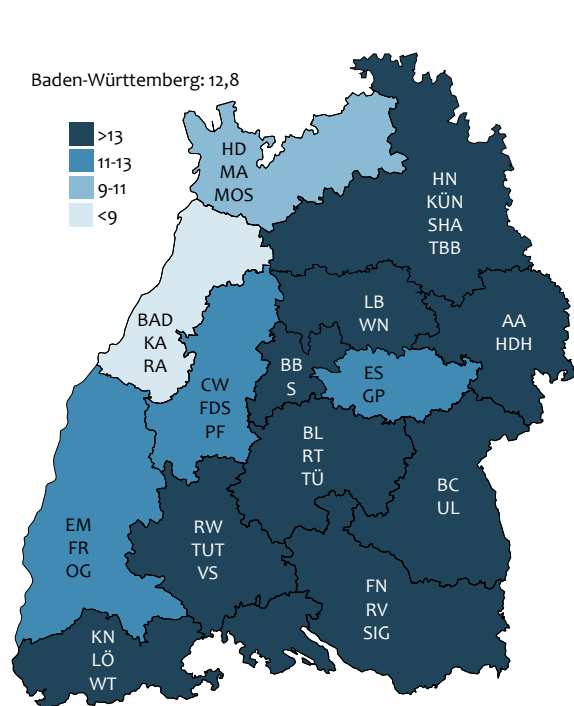 Baden-Württemberg: 12,8
>13
11-13
9-11
<9
HD
MA
MOS
HN
KÜN
SHA
TBB
LB
WN
AA
HDH
BAD
KA
RA
BB
S
ES
GP
CW
FDS
PF
BL
RT
TÜ
BC
UL
EM
FR
OG
RW
TUT
VS
FN
RV
SIG
KN
LÖ
WT